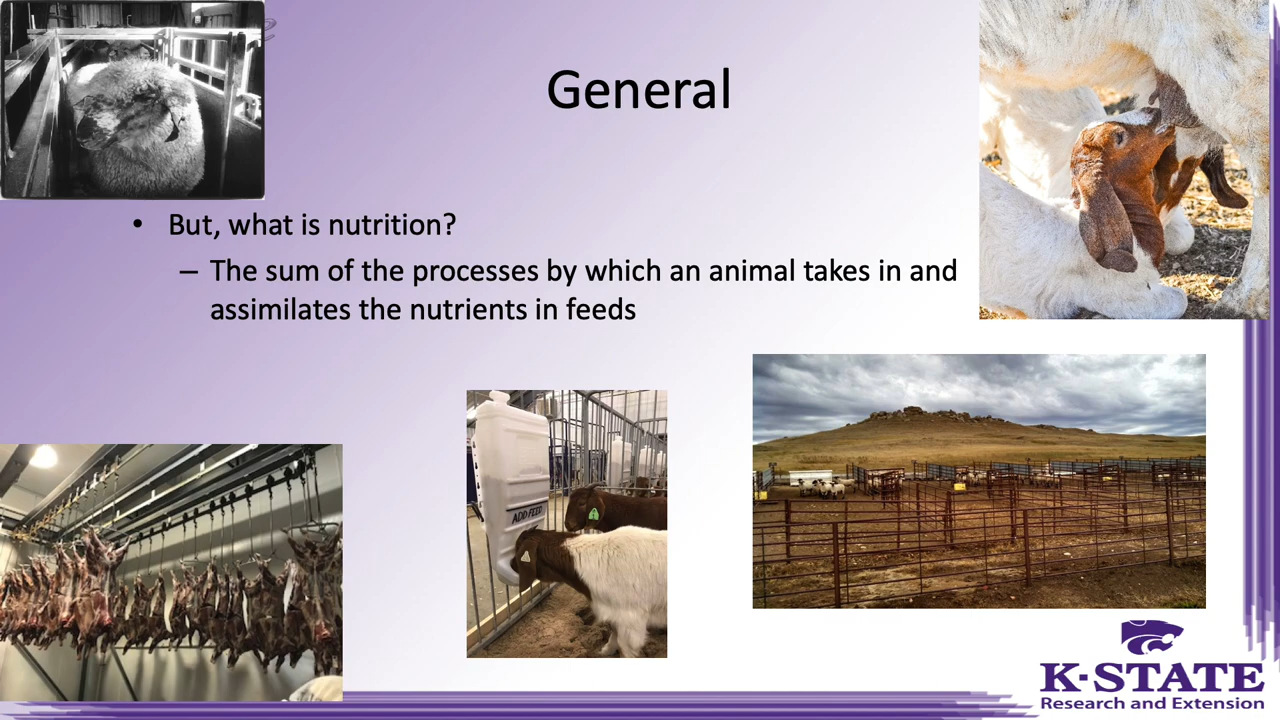 General
• But, what is nutrition?
– The sum of the processes by which an animal takes in and
assimilates the nutrients in feeds
ADD FEED
K-STATE
Research and Extension